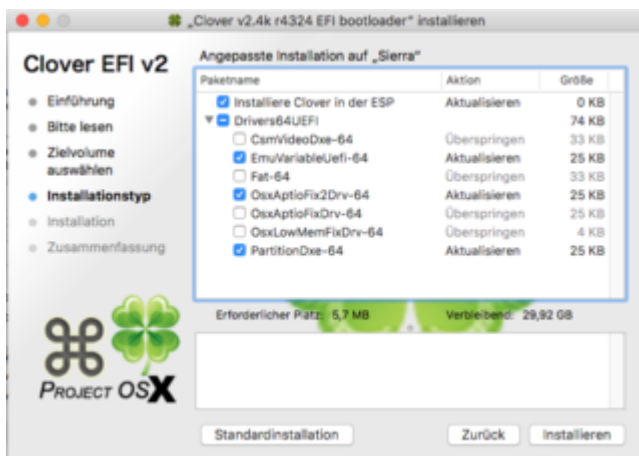 „Clover v2.4k r4324 EFI bootloader“ installieren
Clover EFI v2
Angepasste Installation auf „Sierra“
Einführung
Bitte lesen
Zielvolume
auswählen
Installationstyp
Installation
Zusammenfassung
Paketname Aktion Größe
Installiere Clover in der ESP Aktualisieren 0 KB
Drivers64UEFI 74 KB
CsmVideoDxe-64 Überspringen 33 KB
EmuVariableUefi-64 Aktualisieren 25 KB
Fat-64 Überspringen 33 KB
OsxAptioFix2Drv-64 Aktualisieren 25 KB
OsxAptioFixDrv-64 Überspringen 25 KB
OsxLowMemFixDrv-64 Überspringen 4 KB
PartitionDxe-64 Aktualisieren 25 KB
Erforderlicher Platz: 5,7 MB Verbleibend: 29,92 GB
PROJECT OSX
Standardinstallation Zurück Installieren